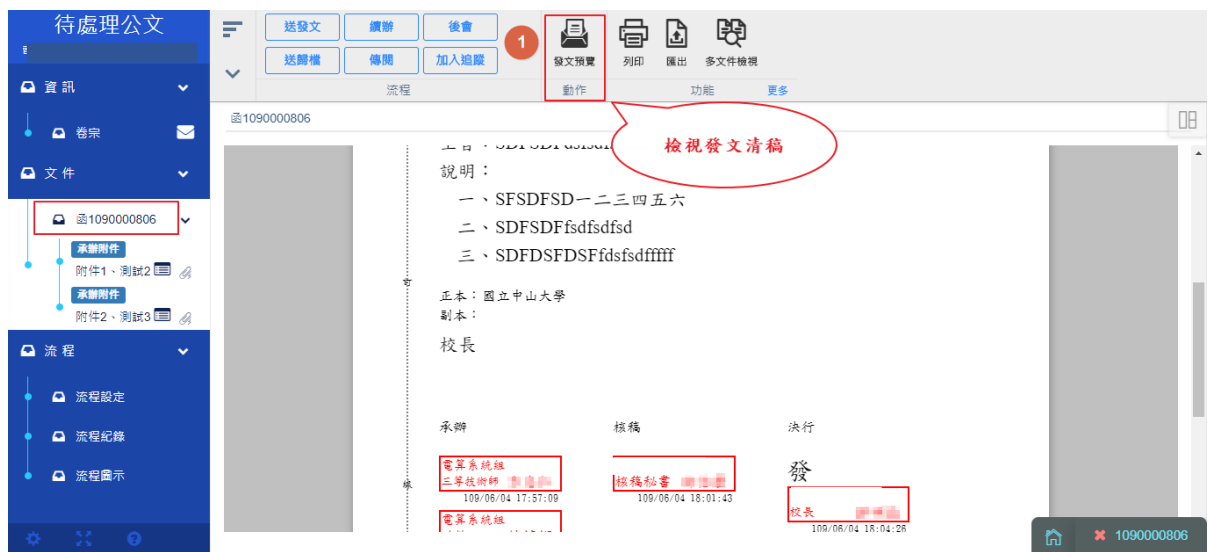 待處理公文
資訊
卷宗
文件
函1090000806
承辦附件
附件1、測試2
承辦附件
附件2、測試3
流程
流程設定
流程紀錄
流程圖示
送發文
續辦
後會
送歸檔
傳閱
加入追蹤
流程
1
發文預覽
動作
列印
匯出
多文件檢視
功能
更多
函1090000806
檢視發文清稿
說明：
一、SFSDFSD一二三四五六
二、SDFSDFfsdfsdfsd
三、SDFDSFDSFfdsfsdfffff
訂
正本：國立中山大學
副本：
校長
承辦
核稿
決行
電算系統組
三等技術師
109/06/04 17:57:09
核稿秘書
109/06/04 18:01:43
發
校長
109/06/04 18:04:26
線
電算系統組
1090000806